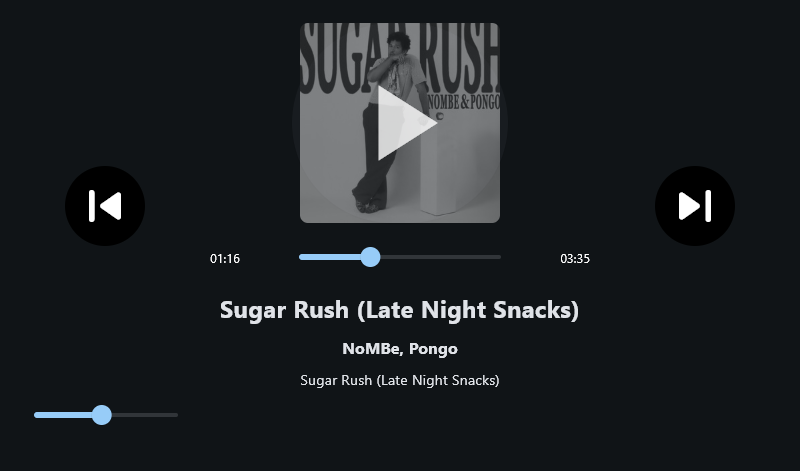 SUGAR RUSH
NOMBE & PONGO
01:16
03:35
Sugar Rush (Late Night Snacks)
NoMBe, Pongo
Sugar Rush (Late Night Snacks)